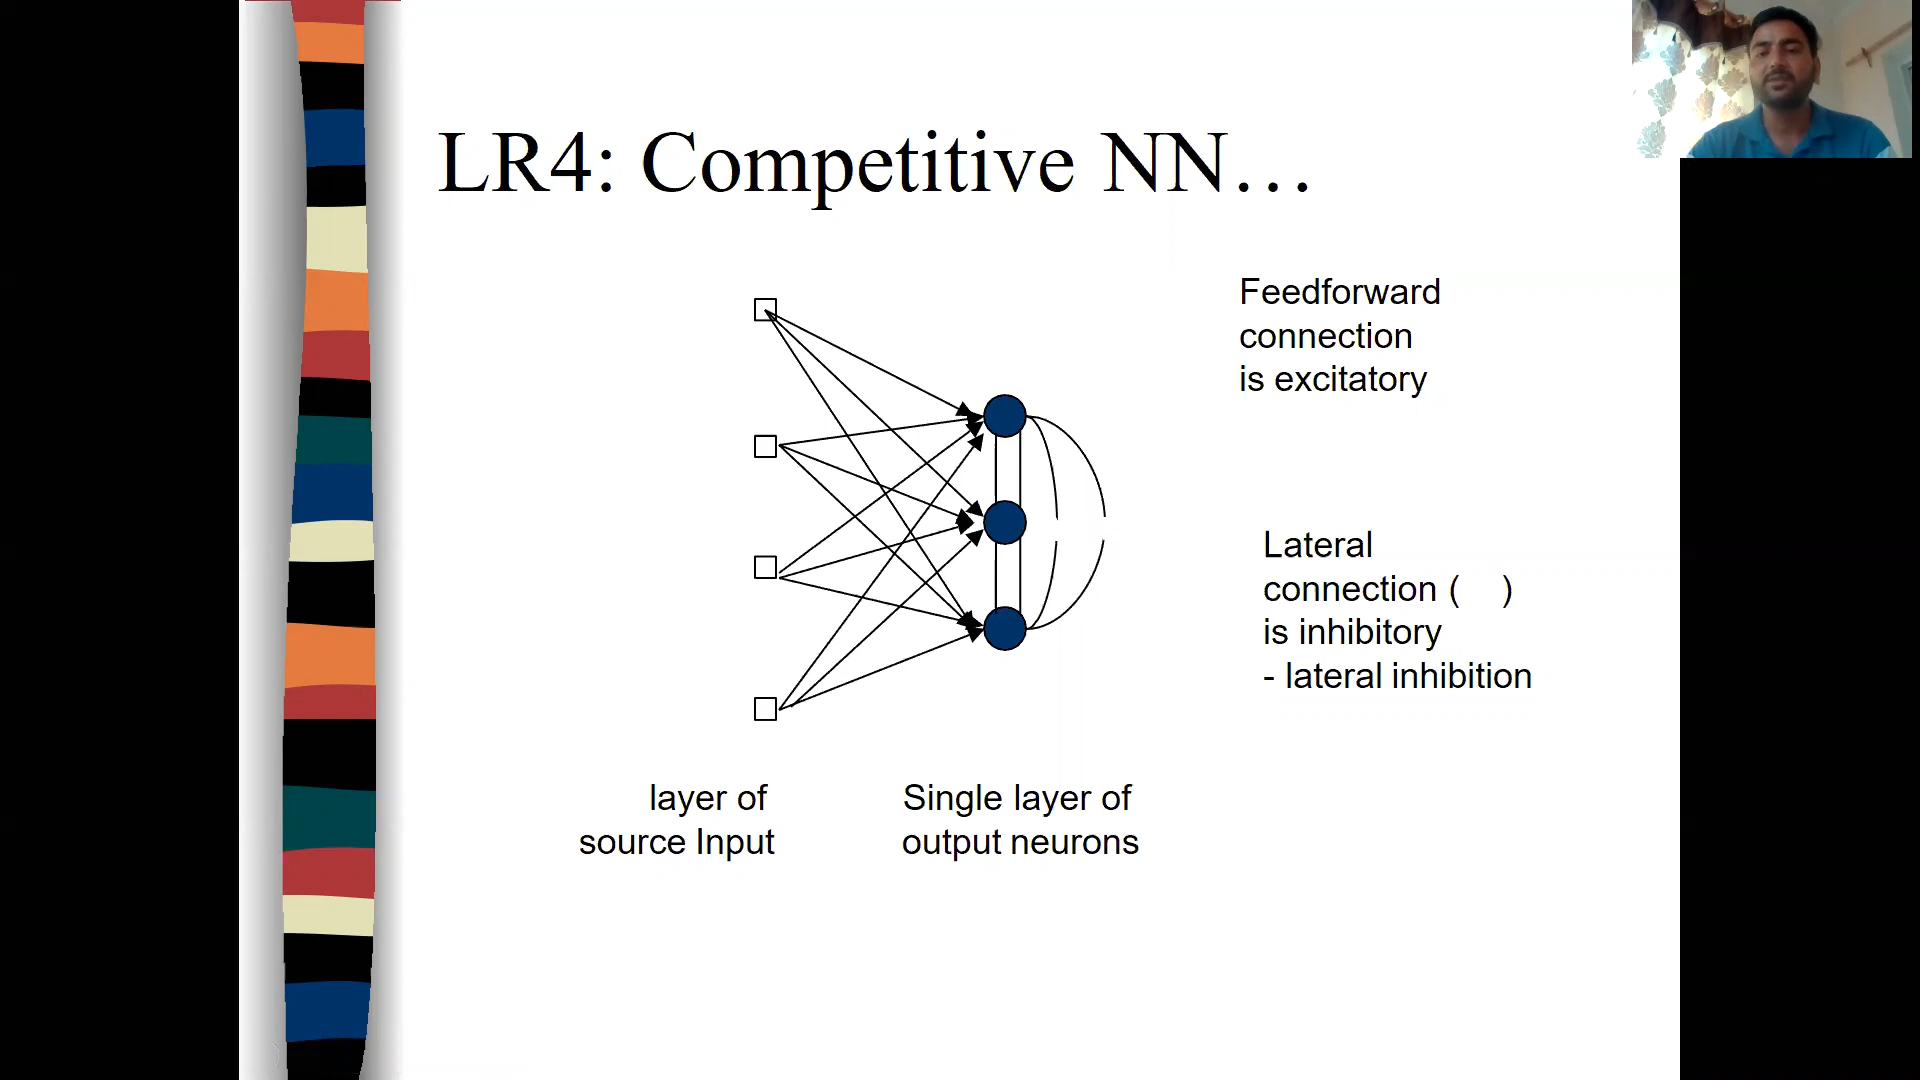 LR4: Competitive NN…
Feedforward
connection
is excitatory
Lateral
connection ( )
is inhibitory
- lateral inhibition
layer of
source Input
Single layer of
output neurons